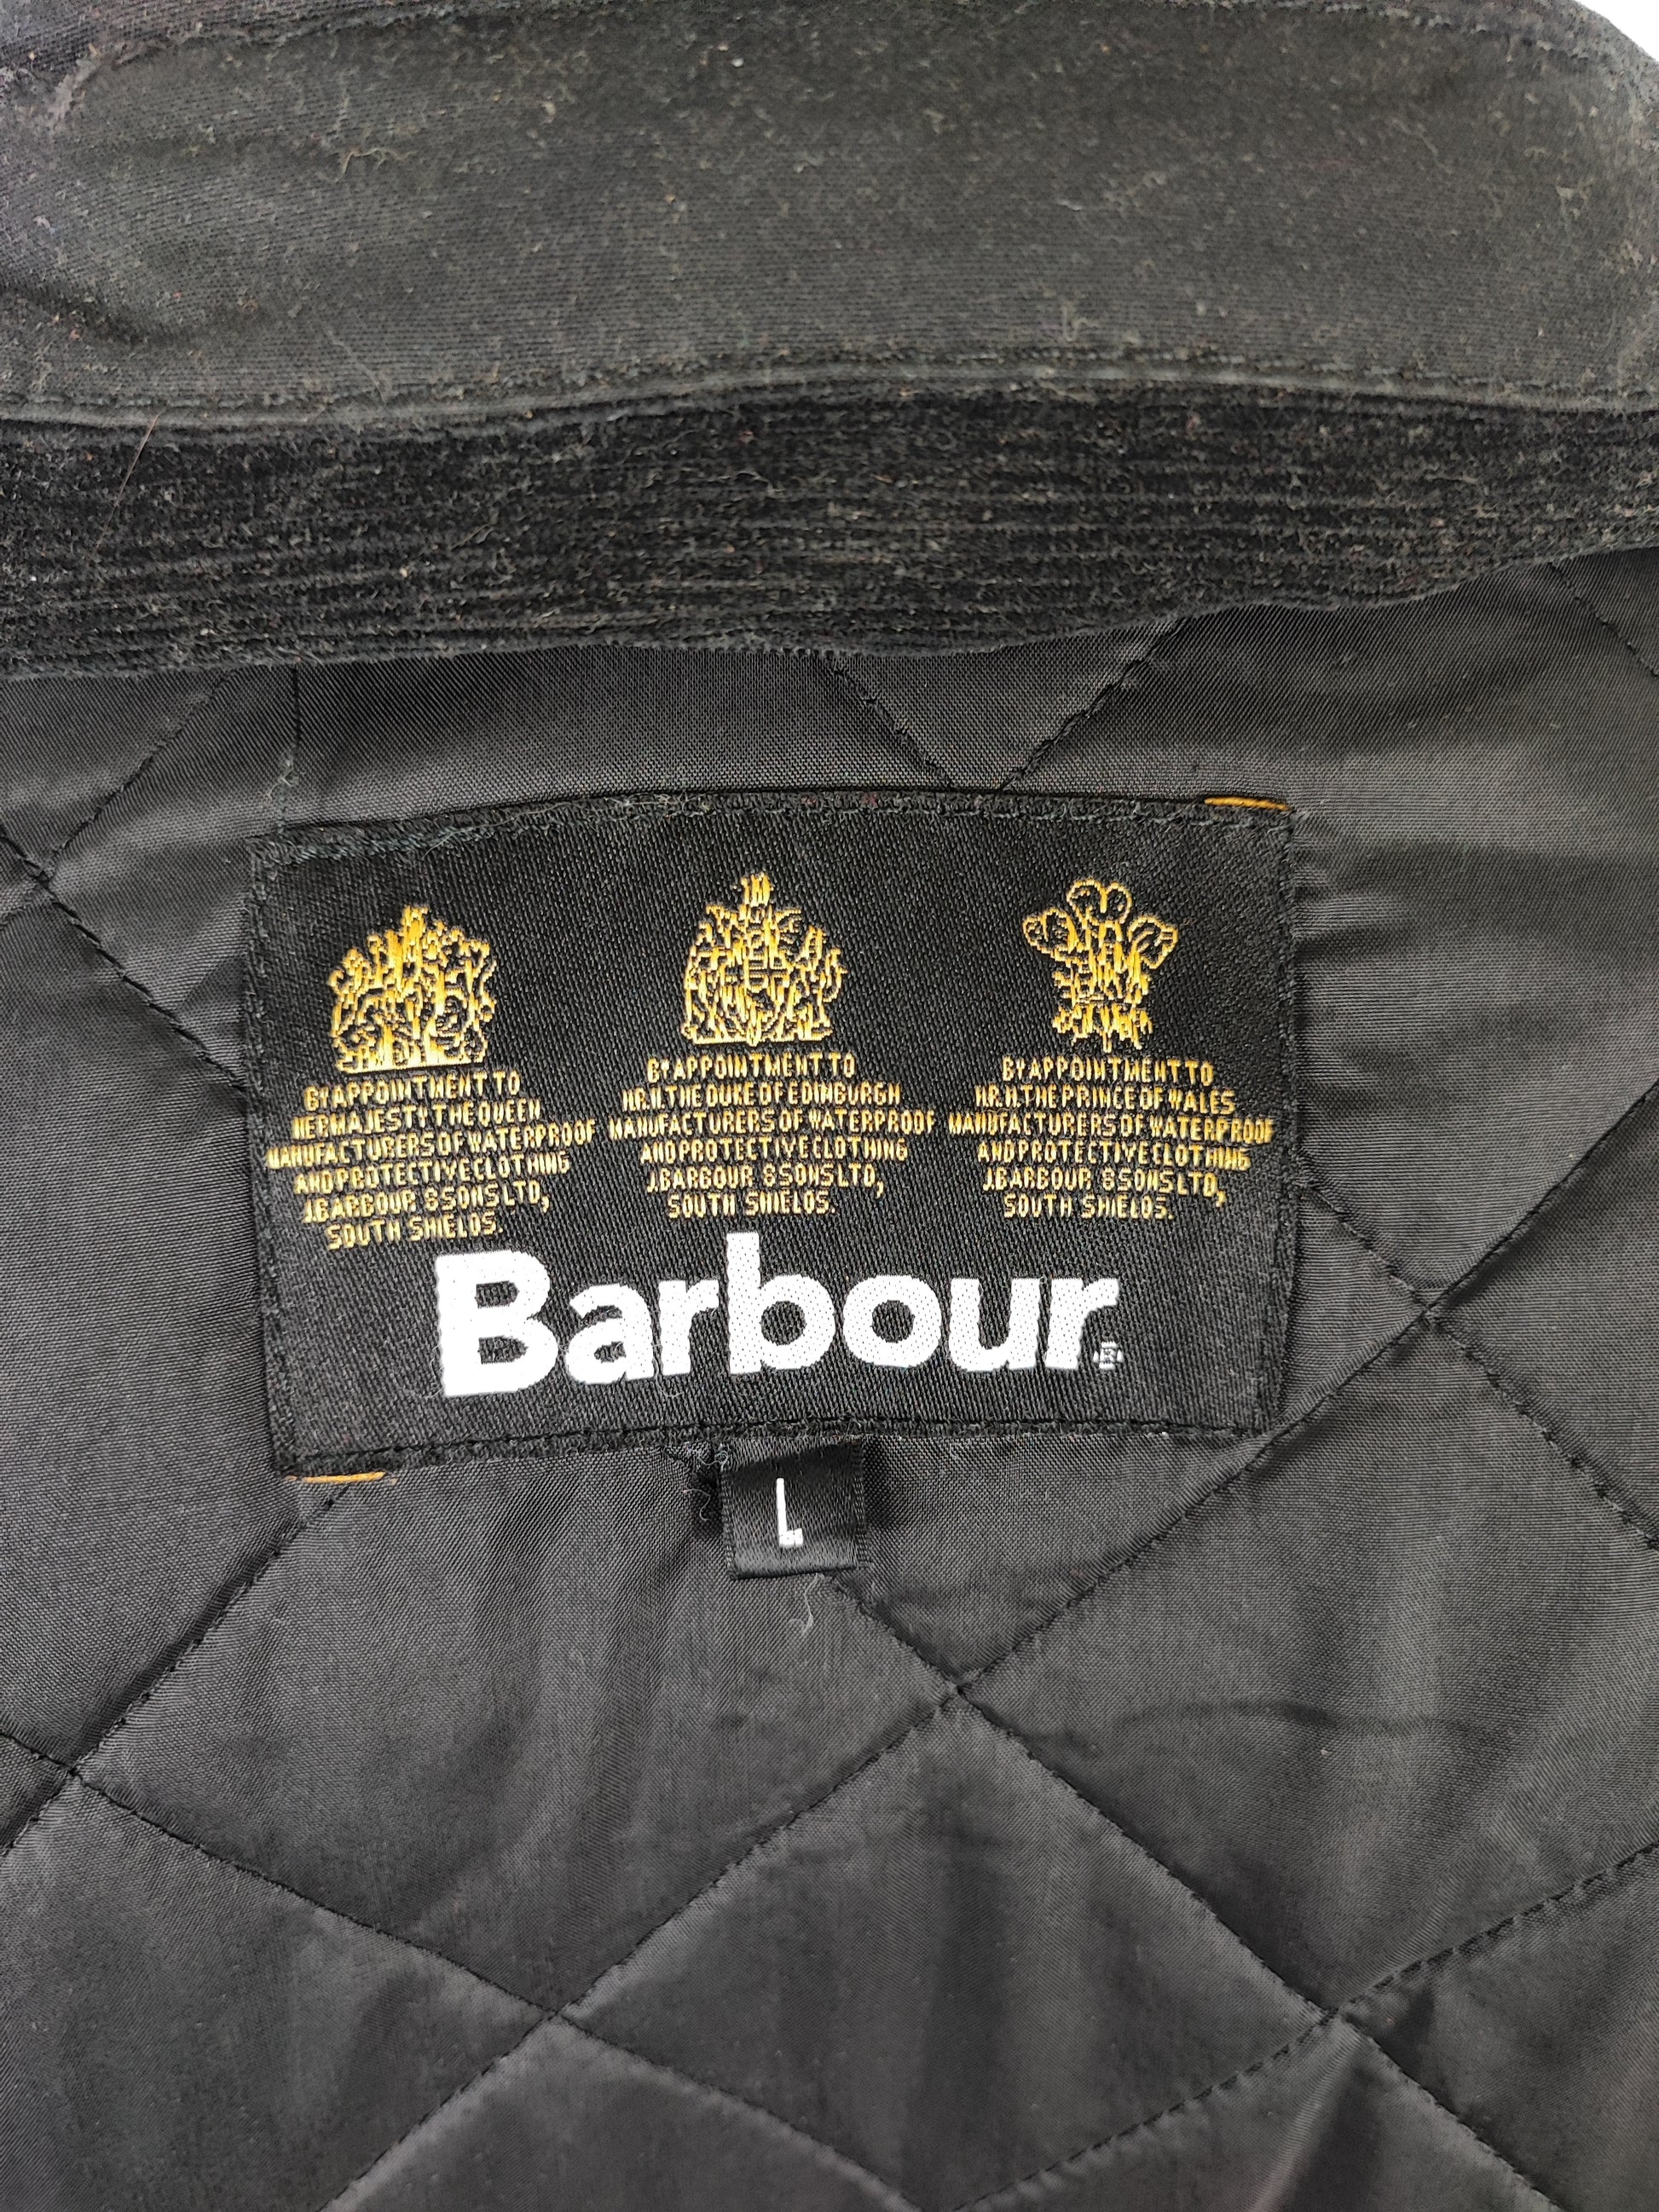 BY APPOINTMENT TO
HER MAJESTY THE QUEEN
MANUFACTURERS OF WATERPROOF
AND PROTECTIVE CLOTHING
J.BARBOUR & SONS LTD,
SOUTH SHIELDS.
BY APPOINTMENT TO
H.R.H. THE DUKE OF EDINBURGH
MANUFACTURERS OF WATERPROOF
AND PROTECTIVE CLOTHING
J.BARBOUR & SONS LTD,
SOUTH SHIELDS.
BY APPOINTMENT TO
H.R.H. THE PRINCE OF WALES
MANUFACTURERS OF WATERPROOF
AND PROTECTIVE CLOTHING
J.BARBOUR & SONS LTD,
SOUTH SHIELDS.
Barbour®
L